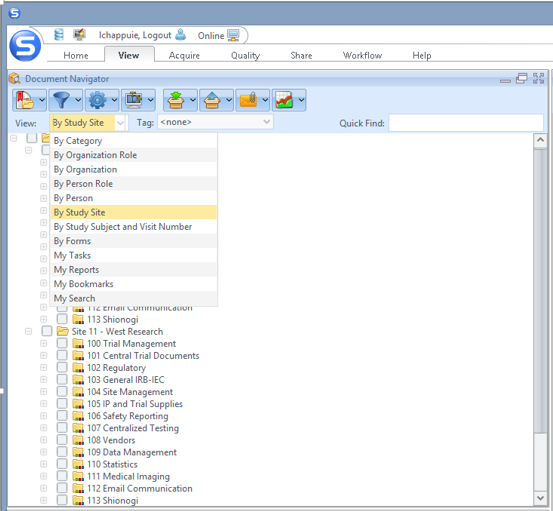 S
Ichappuie, Logout Online
S
Home View Acquire Quality Share Workflow Help
Document Navigator
View: By Study Site Tag: <none> Quick Find:
By Category
By Organization Role
By Organization
By Person Role
By Person
By Study Site
By Study Subject and Visit Number
By Forms
My Tasks
My Reports
My Bookmarks
My Search
112 Email Communication
113 Shionogi
Site 11 - West Research
100 Trial Management
101 Central Trial Documents
102 Regulatory
103 General IRB-IEC
104 Site Management
105 IP and Trial Supplies
106 Safety Reporting
107 Centralized Testing
108 Vendors
109 Data Management
110 Statistics
111 Medical Imaging
112 Email Communication
113 Shionogi